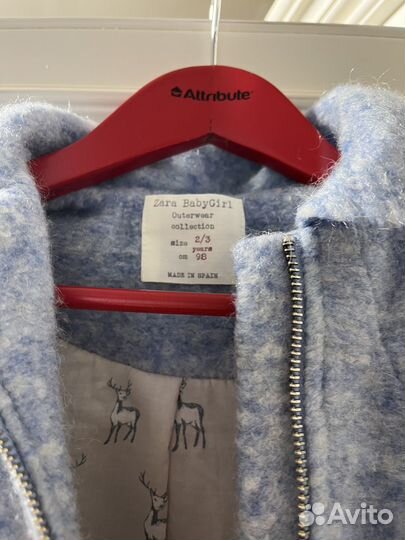 Attribute
Zara BabyGirl
Outerwear
collection
size 2/3
years
cm 98
MADE IN SPAIN
Avito